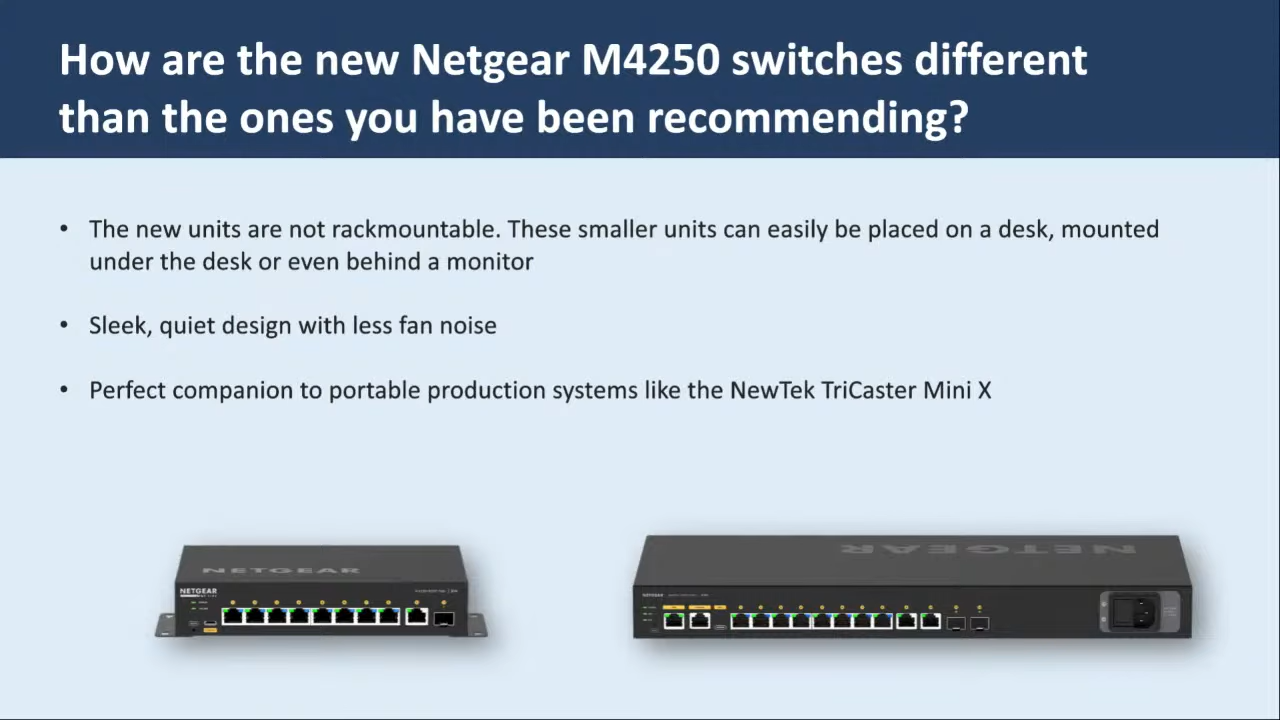 How are the new Netgear M4250 switches different
than the ones you have been recommending?
• The new units are not rackmountable. These smaller units can easily be placed on a desk, mounted
under the desk or even behind a monitor
• Sleek, quiet design with less fan noise
• Perfect companion to portable production systems like the NewTek TriCaster Mini X
NETGEAR
NETGEAR
NETGEAR
NETGEAR